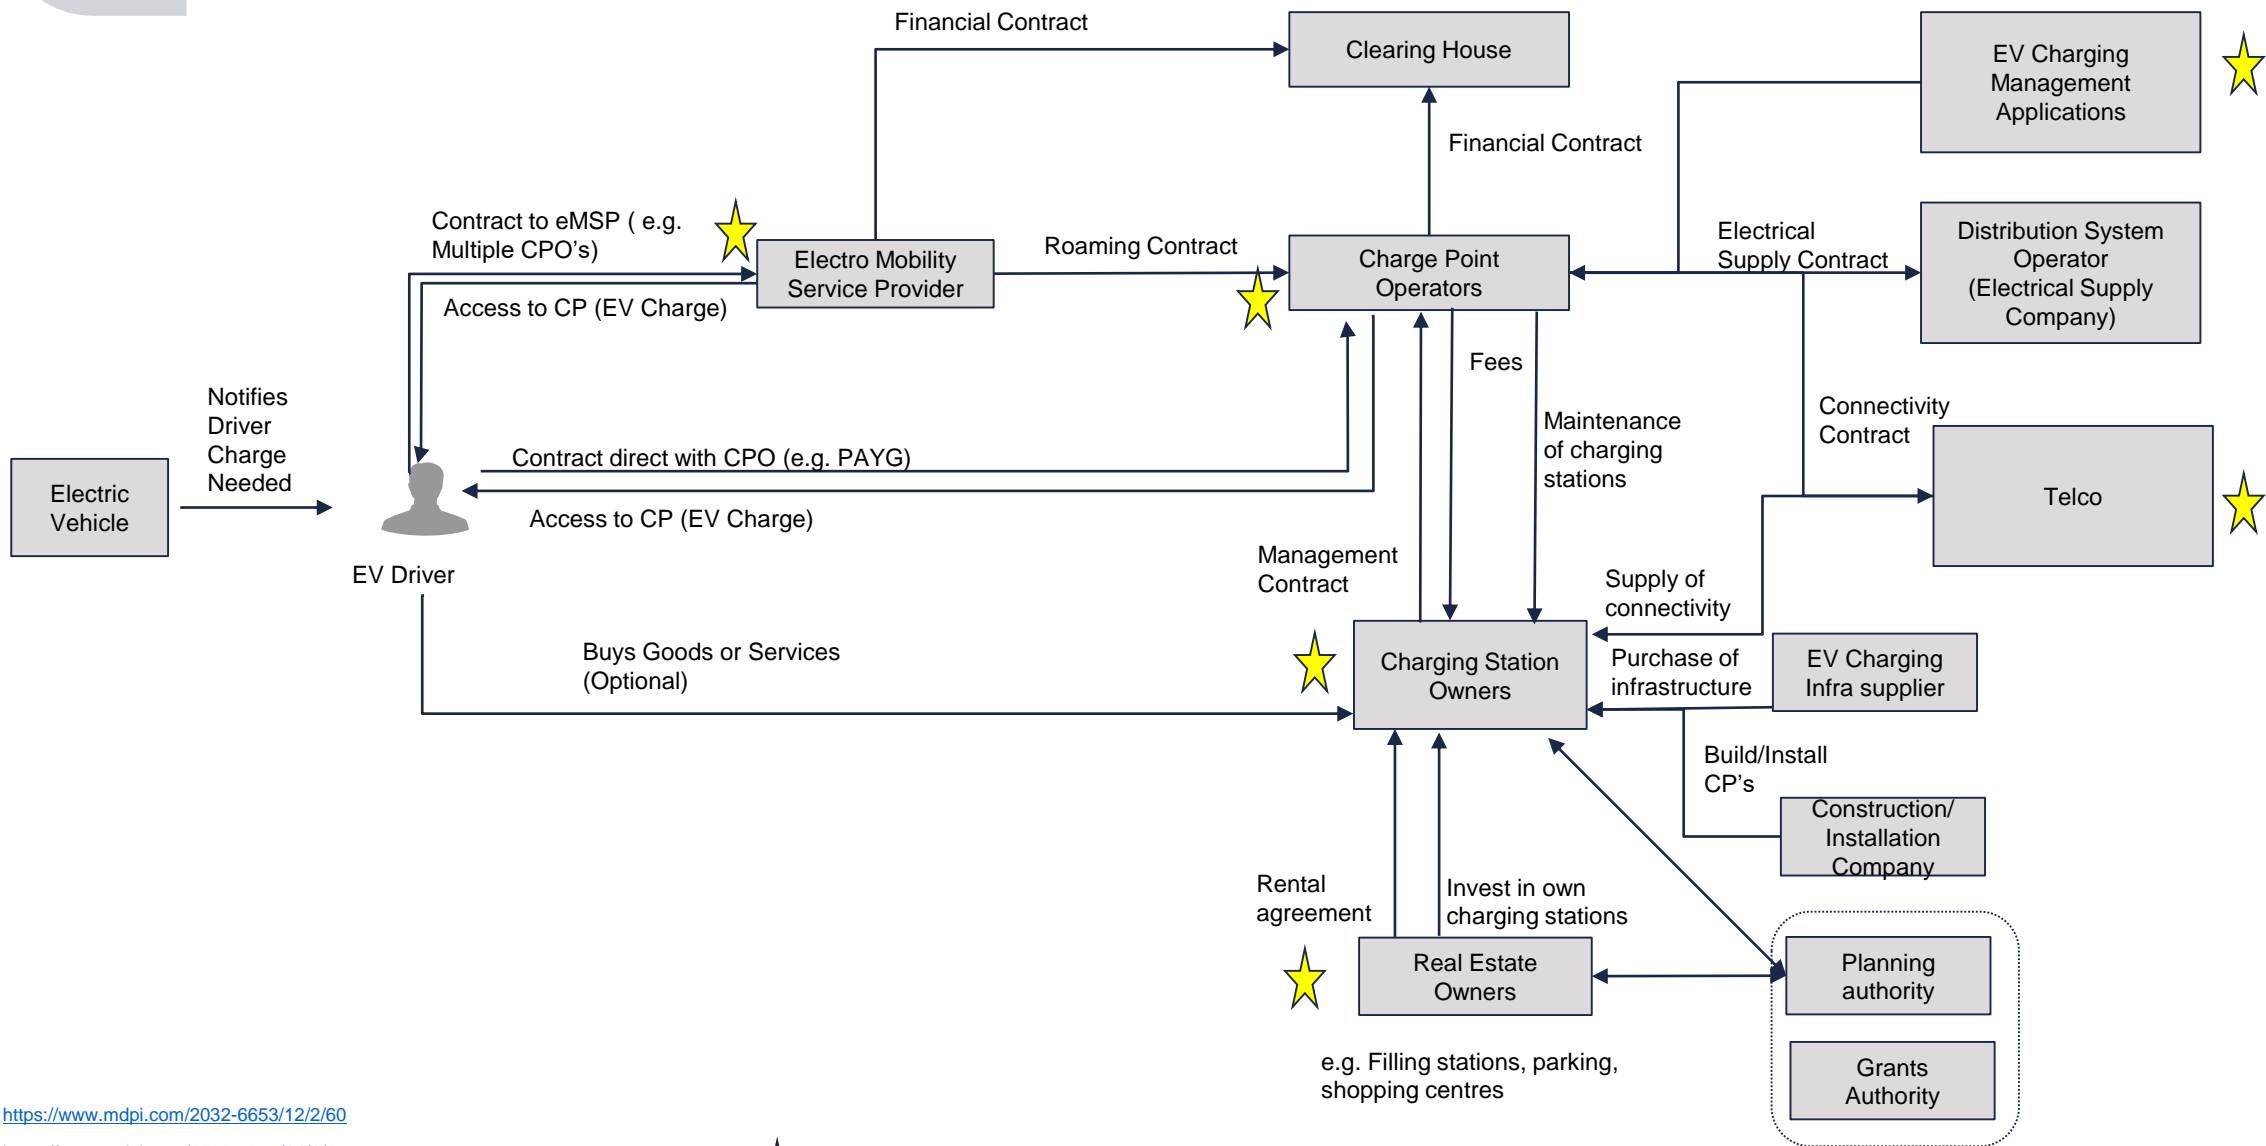 Financial Contract
Clearing House
EV Charging
Management
Applications
Financial Contract
Contract to eMSP ( e.g.
Multiple CPO's)
Electro Mobility
Service Provider
Roaming Contract
Charge Point
Operators
Electrical
Supply Contract
Distribution System
Operator
(Electrical Supply
Company)
Access to CP (EV Charge)
Fees
Notifies
Driver
Charge
Needed
Maintenance
of charging
stations
Connectivity
Contract
Electric
Vehicle
Contract direct with CPO (e.g. PAYG)
Telco
Access to CP (EV Charge)
EV Driver
Management
Contract
Supply of
connectivity
Buys Goods or Services
(Optional)
Charging Station
Owners
Purchase of
infrastructure
EV Charging
Infra supplier
Build/Install
CP's
Construction/
Installation
Company
Rental
agreement
Invest in own
charging stations
Real Estate
Owners
Planning
authority
e.g. Filling stations, parking,
shopping centres
Grants
Authority
https://www.mdpi.com/2032-6653/12/2/60